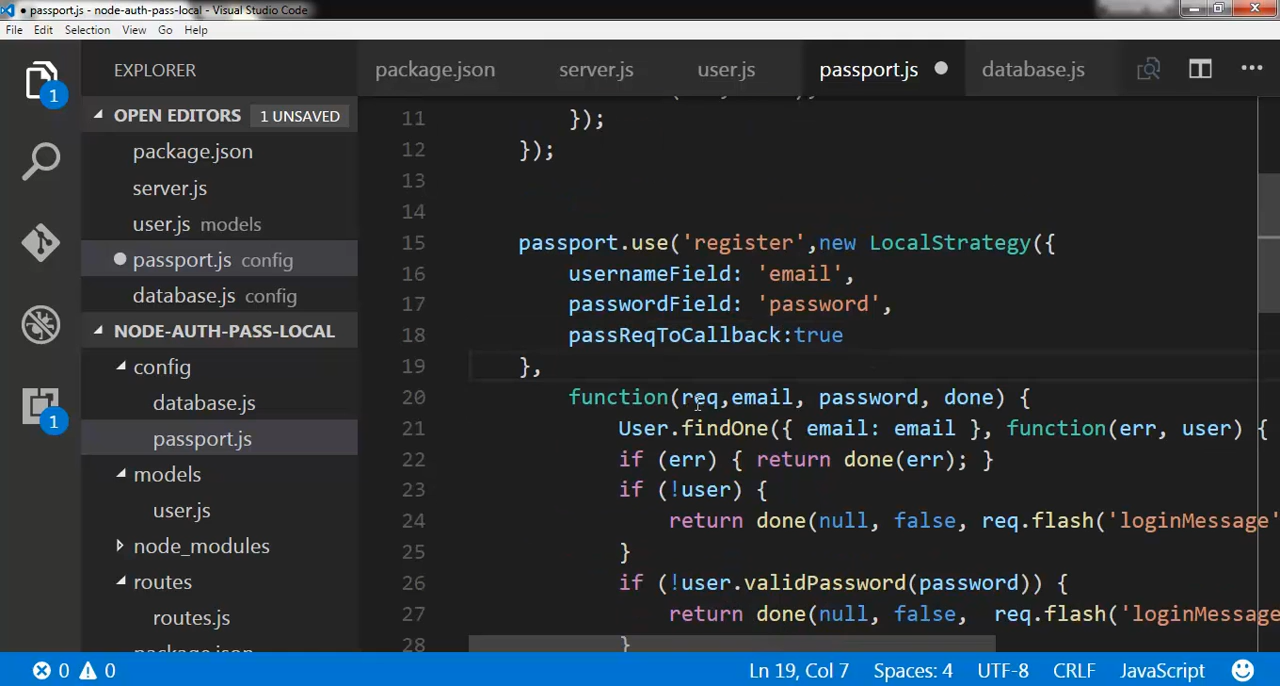 passport.js - node-auth-pass-local - Visual Studio Code
File Edit Selection View Go Help
EXPLORER
OPEN EDITORS 1 UNSAVED
package.json
server.js
user.js models
passport.js config
database.js config
NODE-AUTH-PASS-LOCAL
config
database.js
passport.js
models
user.js
node_modules
routes
routes.js
package.json
1
1
package.json server.js user.js passport.js database.js
11 });
12 });
13
14
15 passport.use('register',new LocalStrategy({
16 usernameField: 'email',
17 passwordField: 'password',
18 passReqToCallback:true
19 },
20 function(req,email, password, done) {
21 User.findOne({ email: email }, function(err, user) {
22 if (err) { return done(err); }
23 if (!user) {
24 return done(null, false, req.flash('loginMessage'
25 }
26 if (!user.validPassword(password)) {
27 return done(null, false, req.flash('loginMessage
28 }
0 0 Ln 19, Col 7 Spaces: 4 UTF-8 CRLF JavaScript